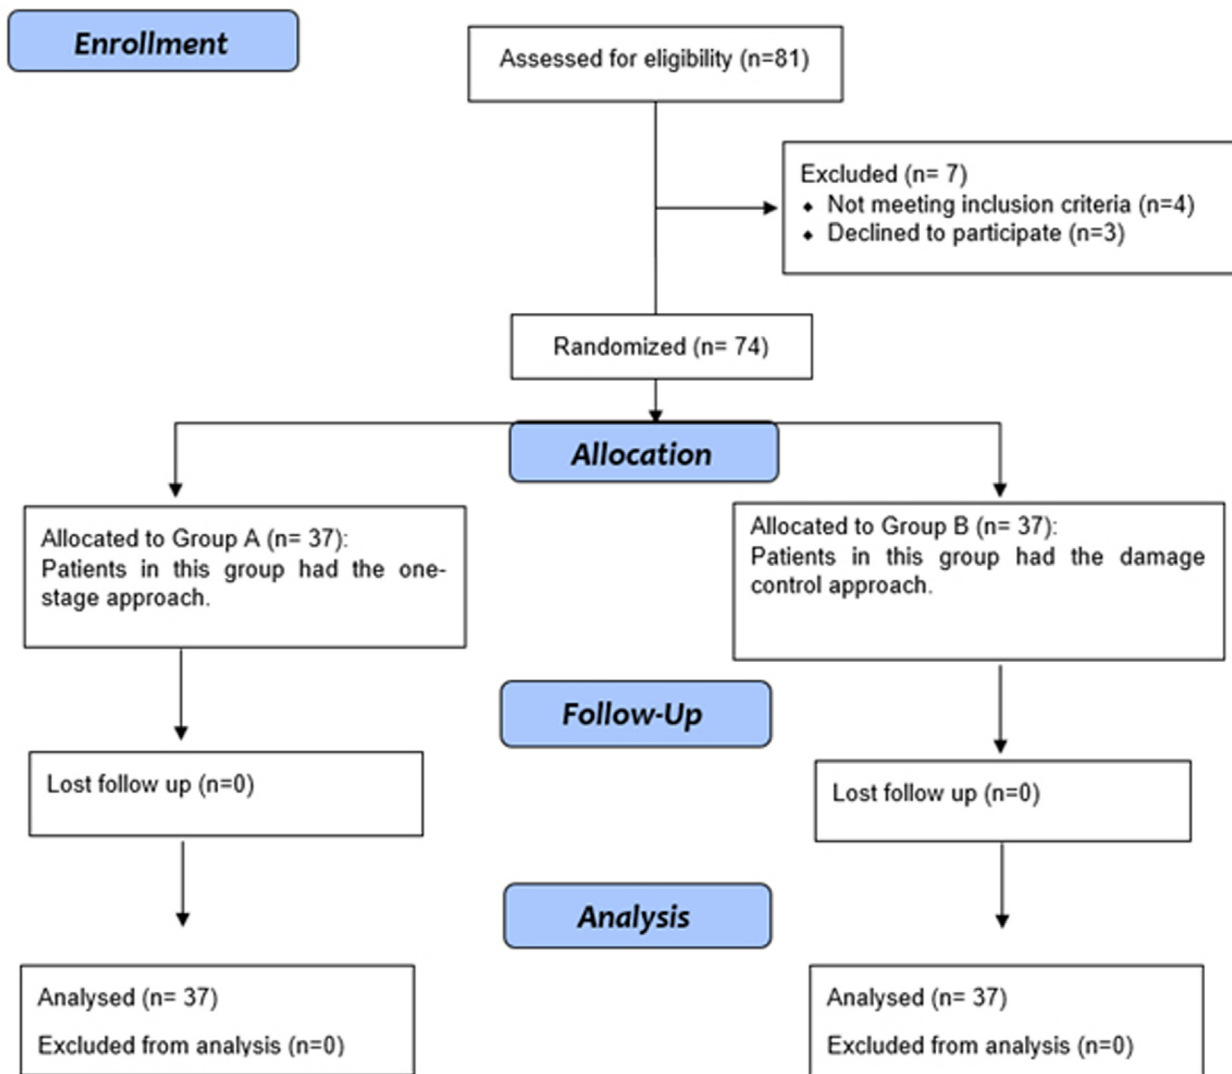 Enrollment
Assessed for eligibility (n=81)
Excluded (n= 7)
⬥ Not meeting inclusion criteria (n=4)
⬥ Declined to participate (n=3)
Randomized (n= 74)
Allocation
Allocated to Group A (n= 37):
Patients in this group had the one-
stage approach.
Allocated to Group B (n= 37):
Patients in this group had the damage
control approach.
Follow-Up
Lost follow up (n=0)
Lost follow up (n=0)
Analysis
Analysed (n= 37)
Excluded from analysis (n=0)
Analysed (n= 37)
Excluded from analysis (n=0)